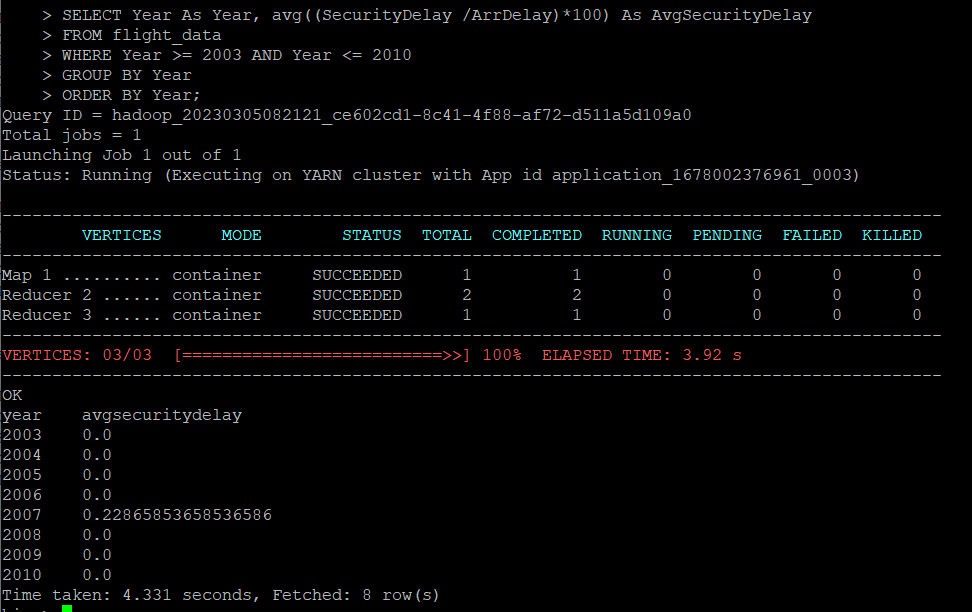 > SELECT Year As Year, avg((SecurityDelay /ArrDelay)*100) As AvgSecurityDelay
> FROM flight_data
> WHERE Year >= 2003 AND Year <= 2010
> GROUP BY Year
> ORDER BY Year;
Query ID = hadoop_20230305082121_ce602cd1-8c41-4f88-af72-d511a5d109a0
Total jobs = 1
Launching Job 1 out of 1
Status: Running (Executing on YARN cluster with App id application_1678002376961_0003)
----------------------------------------------------------------------------------------------
VERTICES MODE STATUS TOTAL COMPLETED RUNNING PENDING FAILED KILLED
----------------------------------------------------------------------------------------------
Map 1 .......... container SUCCEEDED 1 1 0 0 0 0
Reducer 2 ...... container SUCCEEDED 2 2 0 0 0 0
Reducer 3 ...... container SUCCEEDED 1 1 0 0 0 0
----------------------------------------------------------------------------------------------
VERTICES: 03/03 [==========================>>] 100% ELAPSED TIME: 3.92 s
----------------------------------------------------------------------------------------------
OK
year avgsecuritydelay
2003 0.0
2004 0.0
2005 0.0
2006 0.0
2007 0.22865853658536586
2008 0.0
2009 0.0
2010 0.0
Time taken: 4.331 seconds, Fetched: 8 row(s)